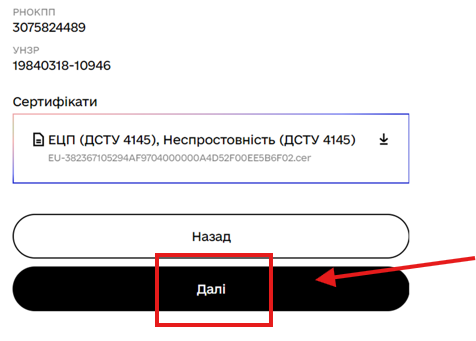 РНОКПП
3075824489
УНЗР
19840318-10946
Сертифікати
ЕЦП (ДСТУ 4145), Неспростовність (ДСТУ 4145)
EU-382367105294AF9704000000A4D52F00EE5B6F02.cer
Назад
Далі